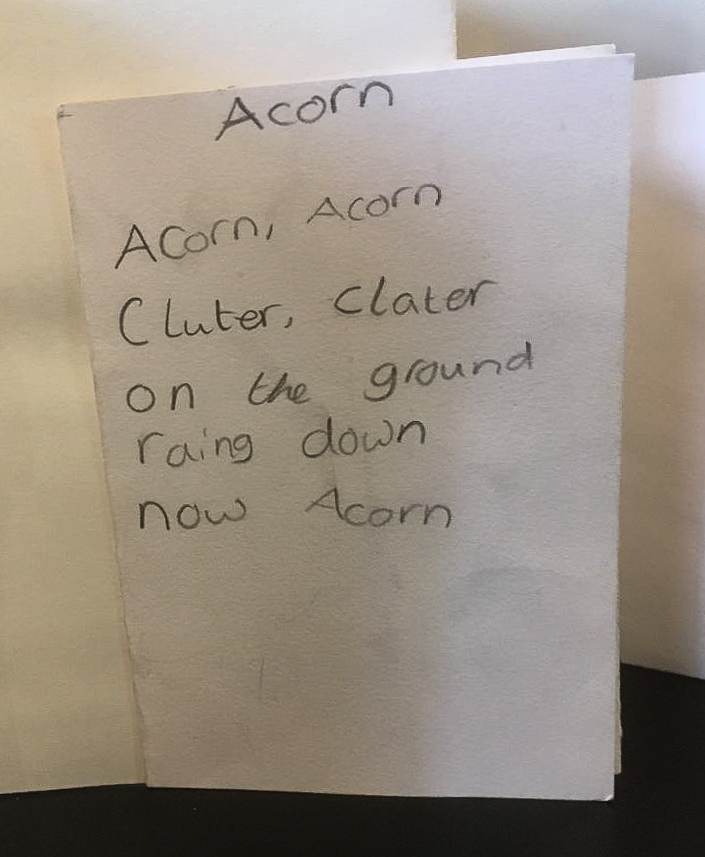 Acorn
Acorn, Acorn
Cluter, Clater
on the ground
raing down
now Acorn